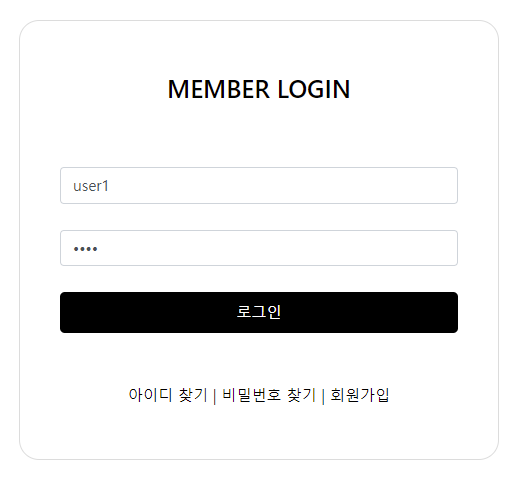 MEMBER LOGIN
user1
••••
로그인
아이디 찾기 | 비밀번호 찾기 | 회원가입